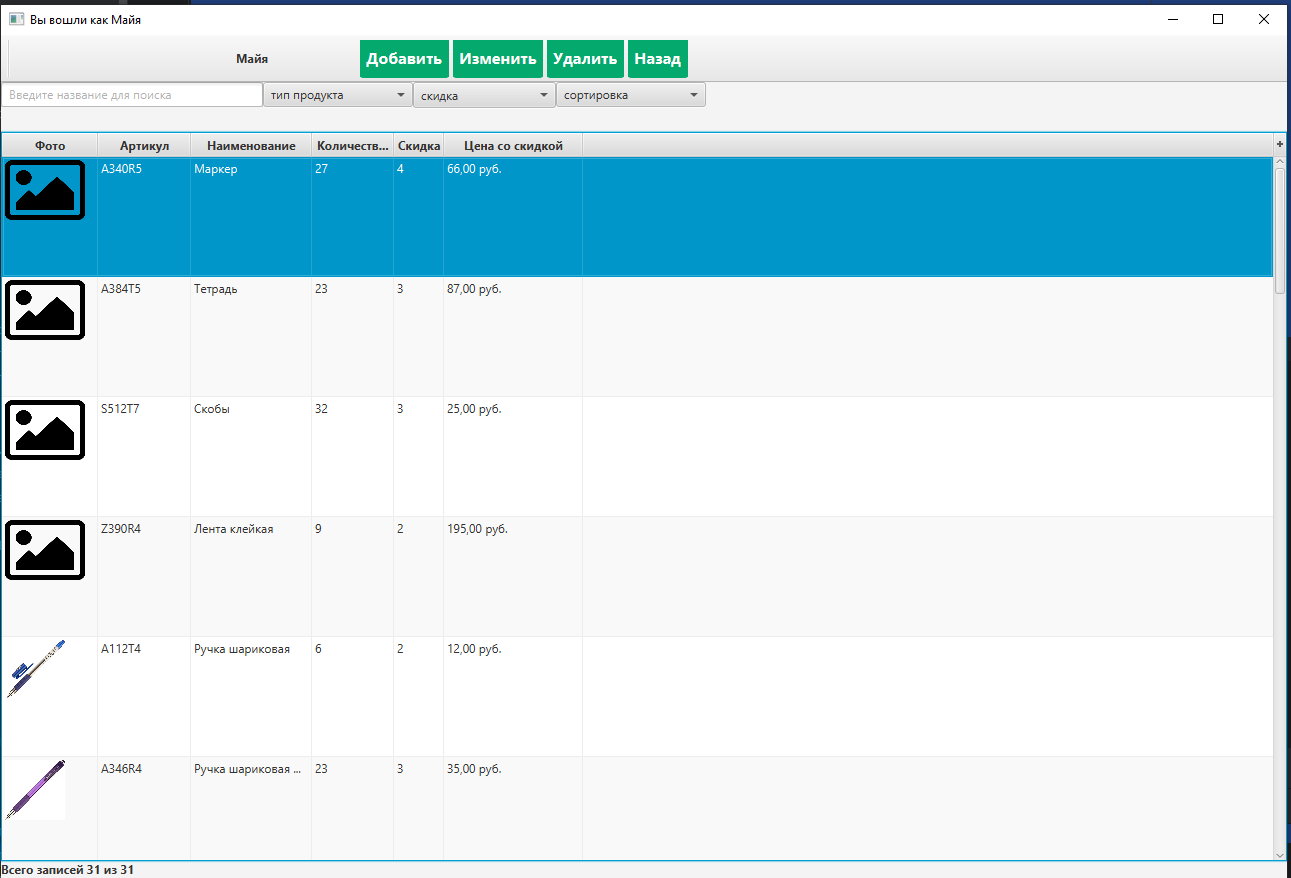 Вы вошли как Майя
Майя Добавить Изменить Удалить Назад
Введите название для поиска тип продукта скидка сортировка
Фото Артикул Наименование Количеств... Скидка Цена со скидкой +
A340R5 Маркер 27 4 66,00 руб.
A384T5 Тетрадь 23 3 87,00 руб.
S512T7 Скобы 32 3 25,00 руб.
Z390R4 Лента клейкая 9 2 195,00 руб.
A112T4 Ручка шариковая 6 2 12,00 руб.
A346R4 Ручка шариковая ... 23 3 35,00 руб.
Всего записей 31 из 31